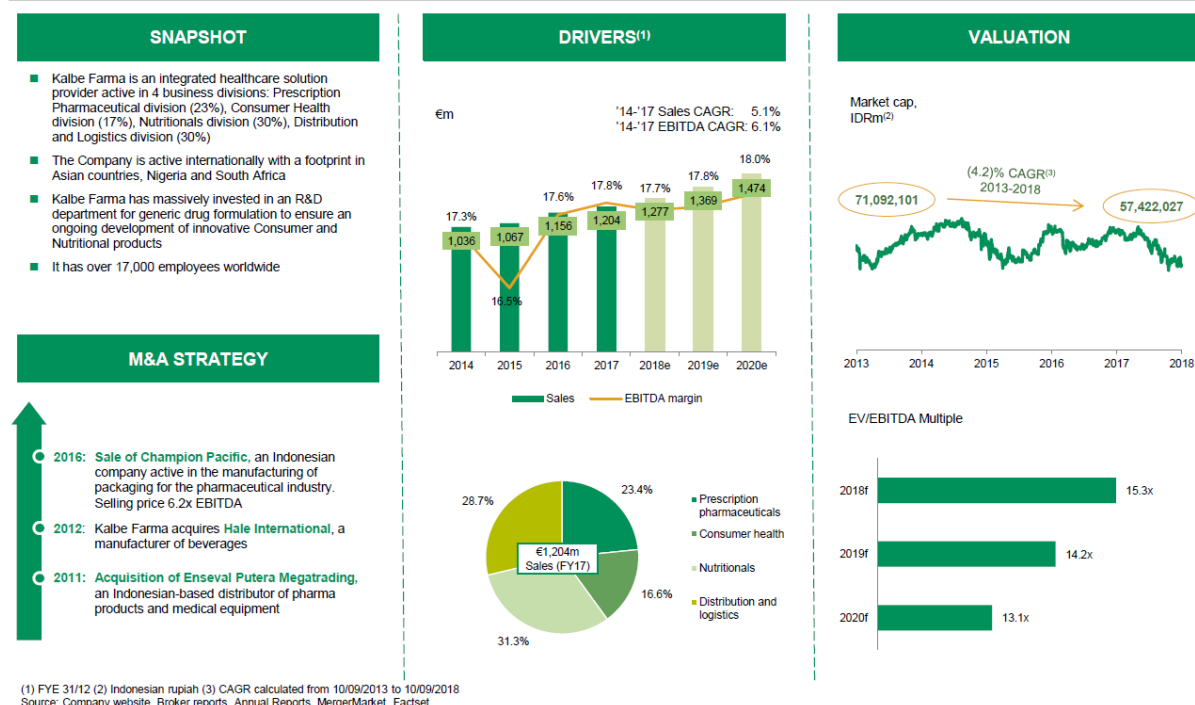 SNAPSHOT
Kalbe Farma is an integrated healthcare solution
provider active in 4 business divisions: Prescription
Pharmaceutical division (23%), Consumer Health
division (17%), Nutritionals division (30%), Distribution
and Logistics division (30%)
The Company is active internationally with a footprint in
Asian countries, Nigeria and South Africa
Kalbe Farma has massively invested in an R&D
department for generic drug formulation to ensure an
ongoing development of innovative Consumer and
Nutritional products
It has over 17,000 employees worldwide
M&A STRATEGY
2016: Sale of Champion Pacific, an Indonesian
company active in the manufacturing of
packaging for the pharmaceutical industry.
Selling price 6.2x EBITDA
2012: Kalbe Farma acquires Hale International, a
manufacturer of beverages
2011: Acquisition of Enseval Putera Megatrading,
an Indonesian-based distributor of pharma
products and medical equipment
DRIVERS(1)
€m
'14-'17 Sales CAGR: 5.1%
'14-'17 EBITDA CAGR: 6.1%
17.3% 16.5% 17.6% 17.8% 17.7% 17.8% 18.0%
1,036 1,067 1,156 1,204 1,277 1,369 1,474
2014 2015 2016 2017 2018e 2019e 2020e
Sales EBITDA margin
28.7%
23.4%
16.6%
31.3%
€1,204m
Sales (FY17)
Prescription
pharmaceuticals
Consumer health
Nutritionals
Distribution and
logistics
VALUATION
Market cap,
IDRm(2)
(4.2)% CAGR(3)
2013-2018
71,092,101
57,422,027
2013 2014 2015 2016 2017 2018
EV/EBITDA Multiple
2018f 15.3x
2019f 14.2x
2020f 13.1x
(1) FYE 31/12 (2) Indonesian rupiah (3) CAGR calculated from 10/09/2013 to 10/09/2018
Source: Company website, Broker reports, Annual Reports, MergerMarket, Factset